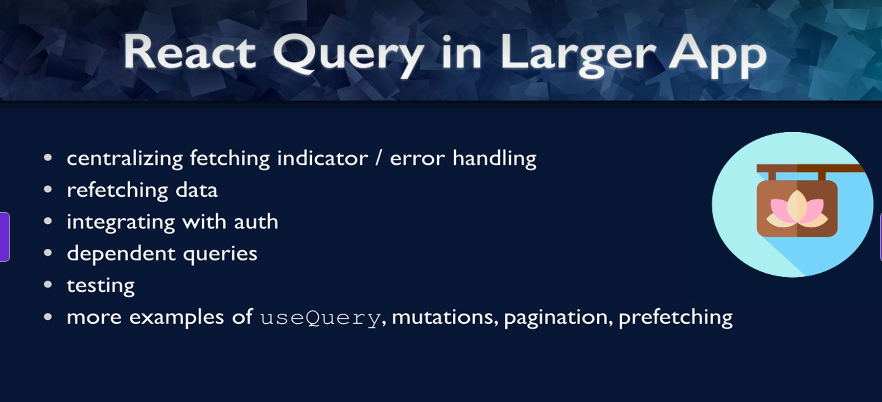 React Query in Larger App
• centralizing fetching indicator / error handling
• refetching data
• integrating with auth
• dependent queries
• testing
• more examples of useQuery, mutations, pagination, prefetching